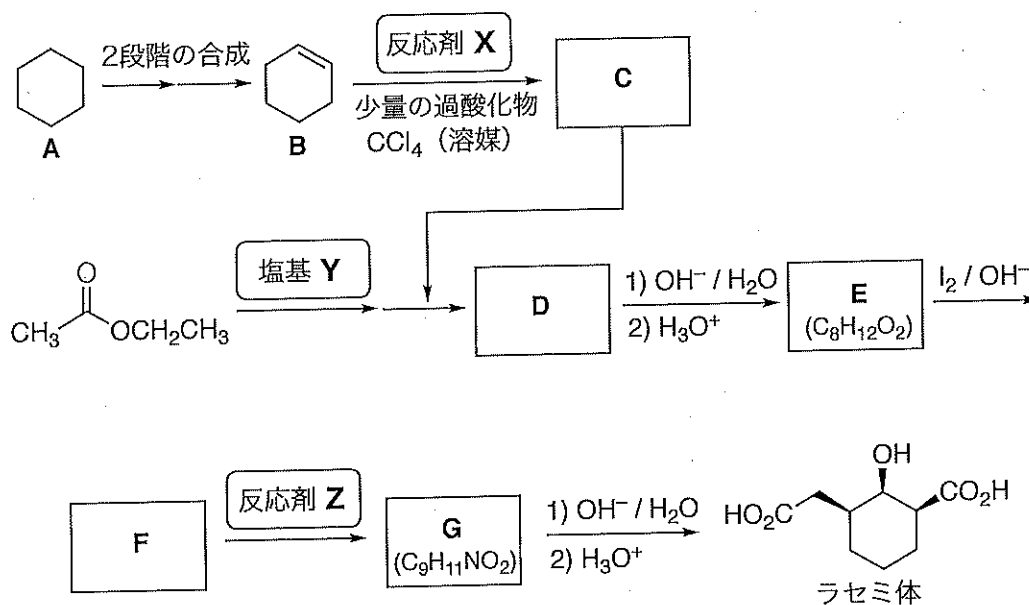 A
2段階の合成
B
反応剤 X
少量の過酸化物
CCl4(溶媒)
C
O
CH3
OCH2CH3
塩基 Y
D
1) OH− / H2O
2) H3O+
E
(C8H12O2)
I2 / OH−
F
反応剤 Z
G
(C9H11NO2)
1) OH− / H2O
2) H3O+
OH
HO2C
CO2H
ラセミ体